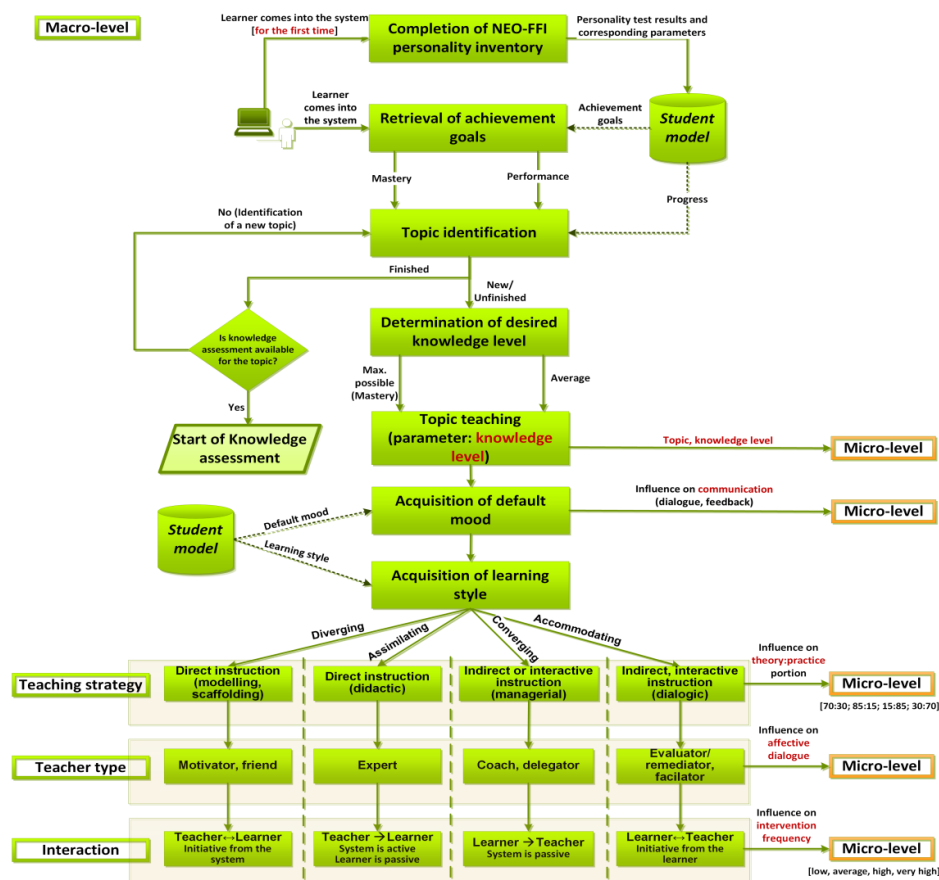 Macro-level
Learner comes into the system
[for the first time]
Completion of NEO-FFI
personality inventory
Personality test results and
corresponding parameters
Learner
comes into
the system
Retrieval of achievement
goals
Achievement
goals
Student
model
Mastery
Performance
Progress
No (Identification
of a new topic)
Topic identification
Finished
New/
Unfinished
Is knowledge
assessment available
for the topic?
Determination of desired
knowledge level
Max.
possible
(Mastery)
Average
Yes
Start of Knowledge
assessment
Topic teaching
(parameter: knowledge
level)
Topic, knowledge level
Micro-level
Acquisition of default
mood
Influence on communication
(dialogue, feedback)
Micro-level
Student
model
Default mood
Learning style
Acquisition of learning
style
Diverging
Assimilating
Converging
Accommodating
Teaching strategy
Direct instruction
(modelling,
scaffolding)
Direct instruction
(didactic)
Indirect or interactive
instruction
(managerial)
Indirect, interactive
instruction
(dialogic)
Influence on
theory:practice
portion
Micro-level
[70:30; 85:15; 15:85; 30:70]
Teacher type
Motivator, friend
Expert
Coach, delegator
Evaluator/
remediator,
facilator
Influence on
affective
dialogue
Micro-level
Interaction
Teacher↔Learner
Initiative from the
system
Teacher →Learner
System is active
Learner is passive
Learner →Teacher
System is passive
Learner↔Teacher
Initiative from the
learner
Influence on
intervention
frequency
Micro-level
[low, average, high, very high]